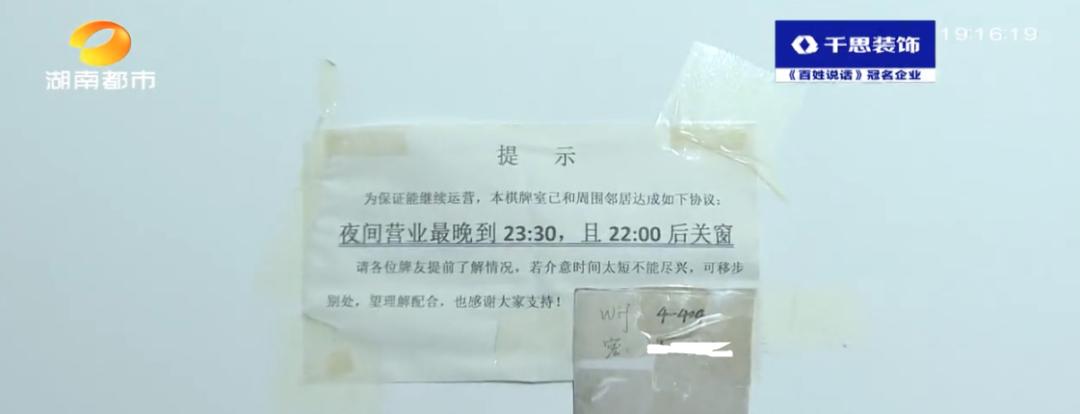 湖南都市
千思装饰
《百姓说话》冠名企业
19:16:19
提 示
为保证能继续运营，本棋牌室已和周围邻居达成如下协议：
夜间营业最晚到 23:30，且 22:00 后关窗
请各位牌友提前了解情况，若介意时间太短不能尽兴，可移步
别处，望理解配合，也感谢大家支持！
Wif 4-404
密：